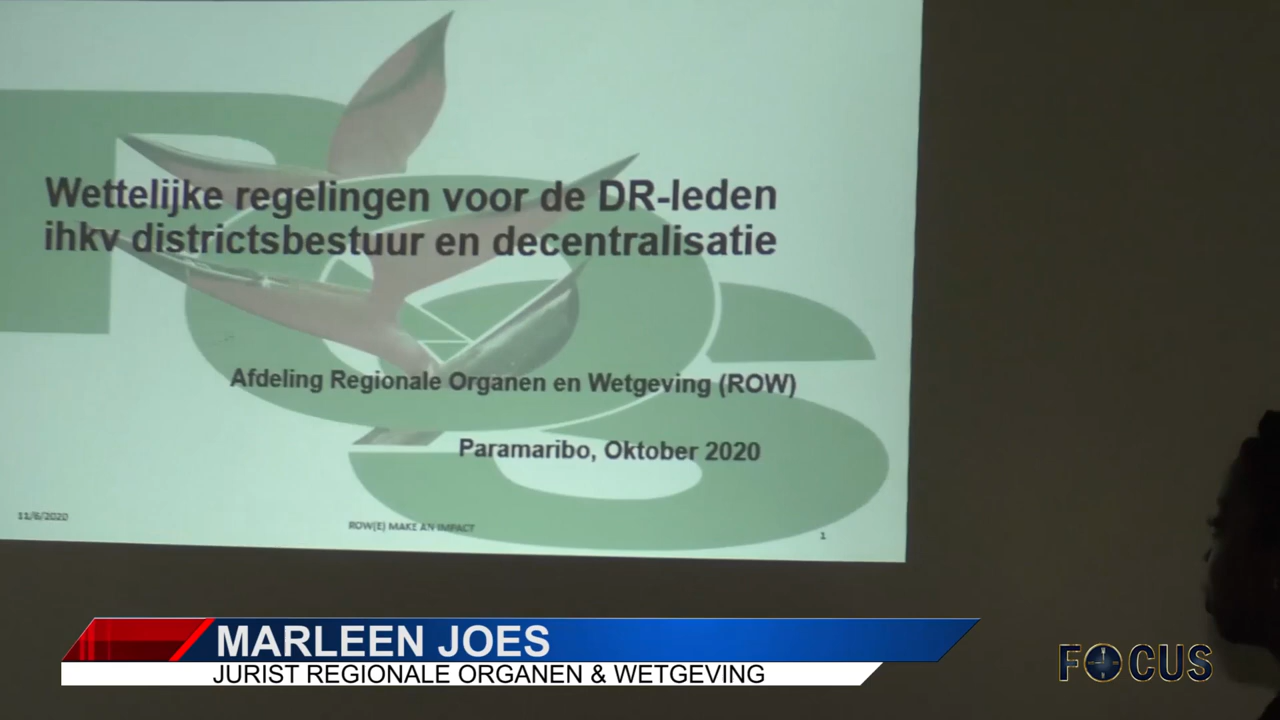 Wettelijke regelingen voor de DR-leden
ihkv districtsbestuur en decentralisatie
Afdeling Regionale Organen en Wetgeving (ROW)
Paramaribo, Oktober 2020
11/6/2020
ROW(E) MAKE AN IMPACT
1
MARLEEN JOES
JURIST REGIONALE ORGANEN & WETGEVING
FOCUS